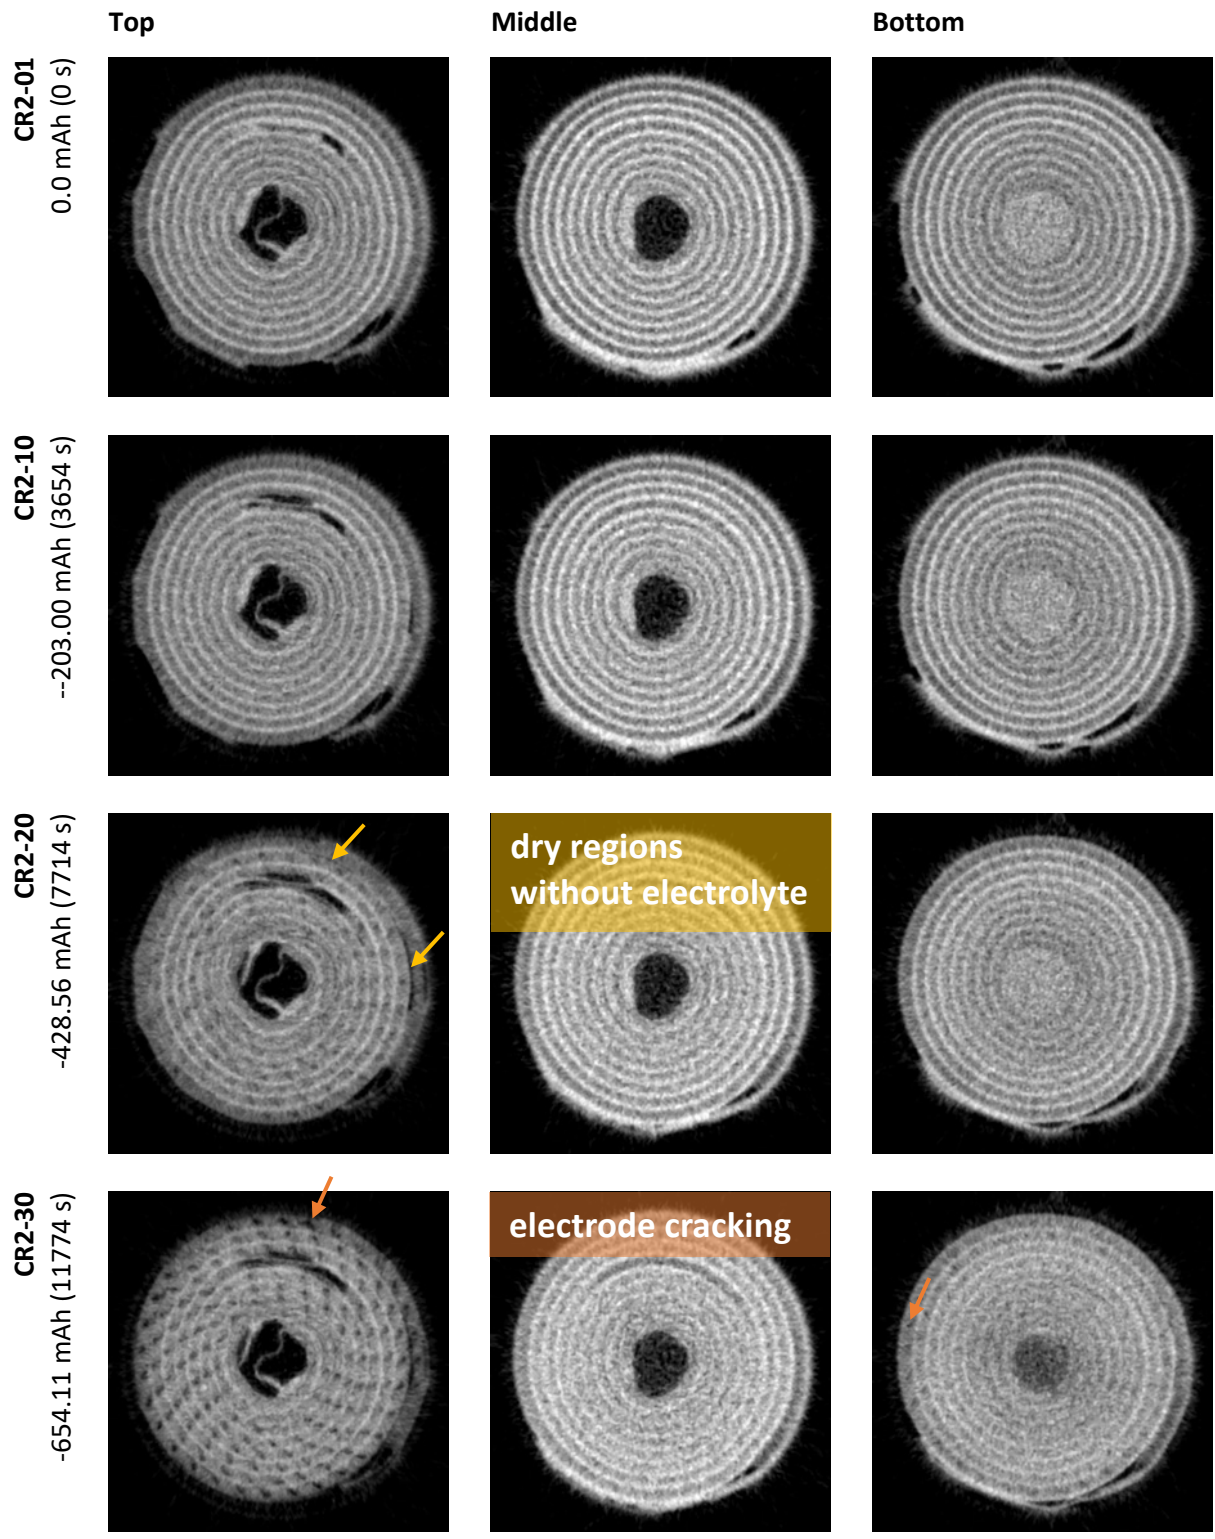 Top
Middle
Bottom
CR2-01
0.0 mAh (0 s)
CR2-10
--203.00 mAh (3654 s)
CR2-20
-428.56 mAh (7714 s)
dry regions
without electrolyte
CR2-30
-654.11 mAh (11774 s)
electrode cracking